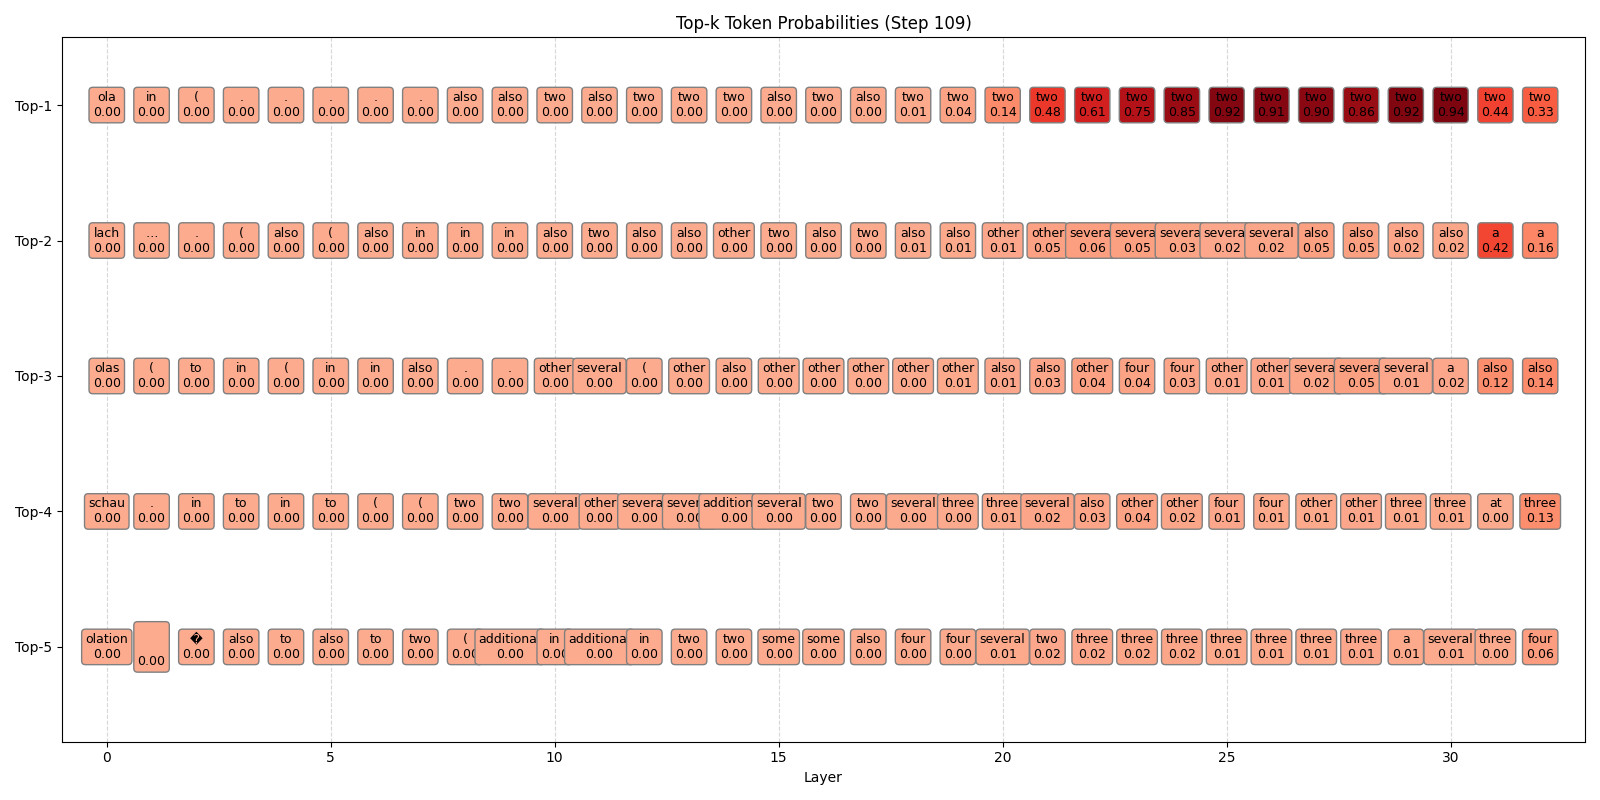 Top-k Token Probabilities (Step 109)
Top-1 ola in ( . . . . . also also two also two two two also two also two two two two two two two two two two two two two two two
0.00 0.00 0.00 0.00 0.00 0.00 0.00 0.00 0.00 0.00 0.00 0.00 0.00 0.00 0.00 0.00 0.00 0.00 0.01 0.04 0.14 0.48 0.61 0.75 0.85 0.92 0.91 0.90 0.86 0.92 0.94 0.44 0.33
Top-2 lach ... . ( also ( also in in in also two also also other two also two also also other other severa severa severa severa several also also also also a a
0.00 0.00 0.00 0.00 0.00 0.00 0.00 0.00 0.00 0.00 0.00 0.00 0.00 0.00 0.00 0.00 0.00 0.00 0.01 0.01 0.01 0.05 0.06 0.05 0.03 0.02 0.02 0.05 0.05 0.02 0.02 0.42 0.16
Top-3 olas ( to in ( in in also . . other several ( other also other other other other other also also other four four other other severa severa several a also also
0.00 0.00 0.00 0.00 0.00 0.00 0.00 0.00 0.00 0.00 0.00 0.00 0.00 0.00 0.00 0.00 0.00 0.00 0.00 0.01 0.01 0.03 0.04 0.04 0.03 0.01 0.01 0.02 0.05 0.01 0.02 0.12 0.14
Top-4 schau . in to in to ( ( two two several other severa sever addition several two two several three three several also other other four four other other three three at three
0.00 0.00 0.00 0.00 0.00 0.00 0.00 0.00 0.00 0.00 0.00 0.00 0.00 0.00 0.00 0.00 0.00 0.00 0.00 0.00 0.01 0.02 0.03 0.04 0.02 0.01 0.01 0.01 0.01 0.01 0.01 0.00 0.13
Top-5 olation � also to also to two ( additiona in additiona in two two some some also four four several two three three three three three three three a several three four
0.00 0.00 0.00 0.00 0.00 0.00 0.00 0.00 0.00 0.00 0.00 0.00 0.00 0.00 0.00 0.00 0.00 0.00 0.00 0.00 0.01 0.02 0.02 0.02 0.02 0.01 0.01 0.01 0.01 0.01 0.01 0.00 0.06
0 5 10 15 20 25 30
Layer